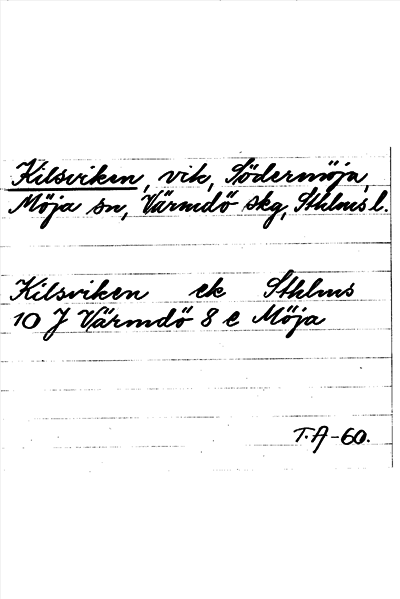 Kilsviken, vik, Södermöja,
Möja sn, Värmdö skg, Sthlms l.
Kilsviken ek Sthlms
10 J Värmdö 8 e Möja
T.A-60.